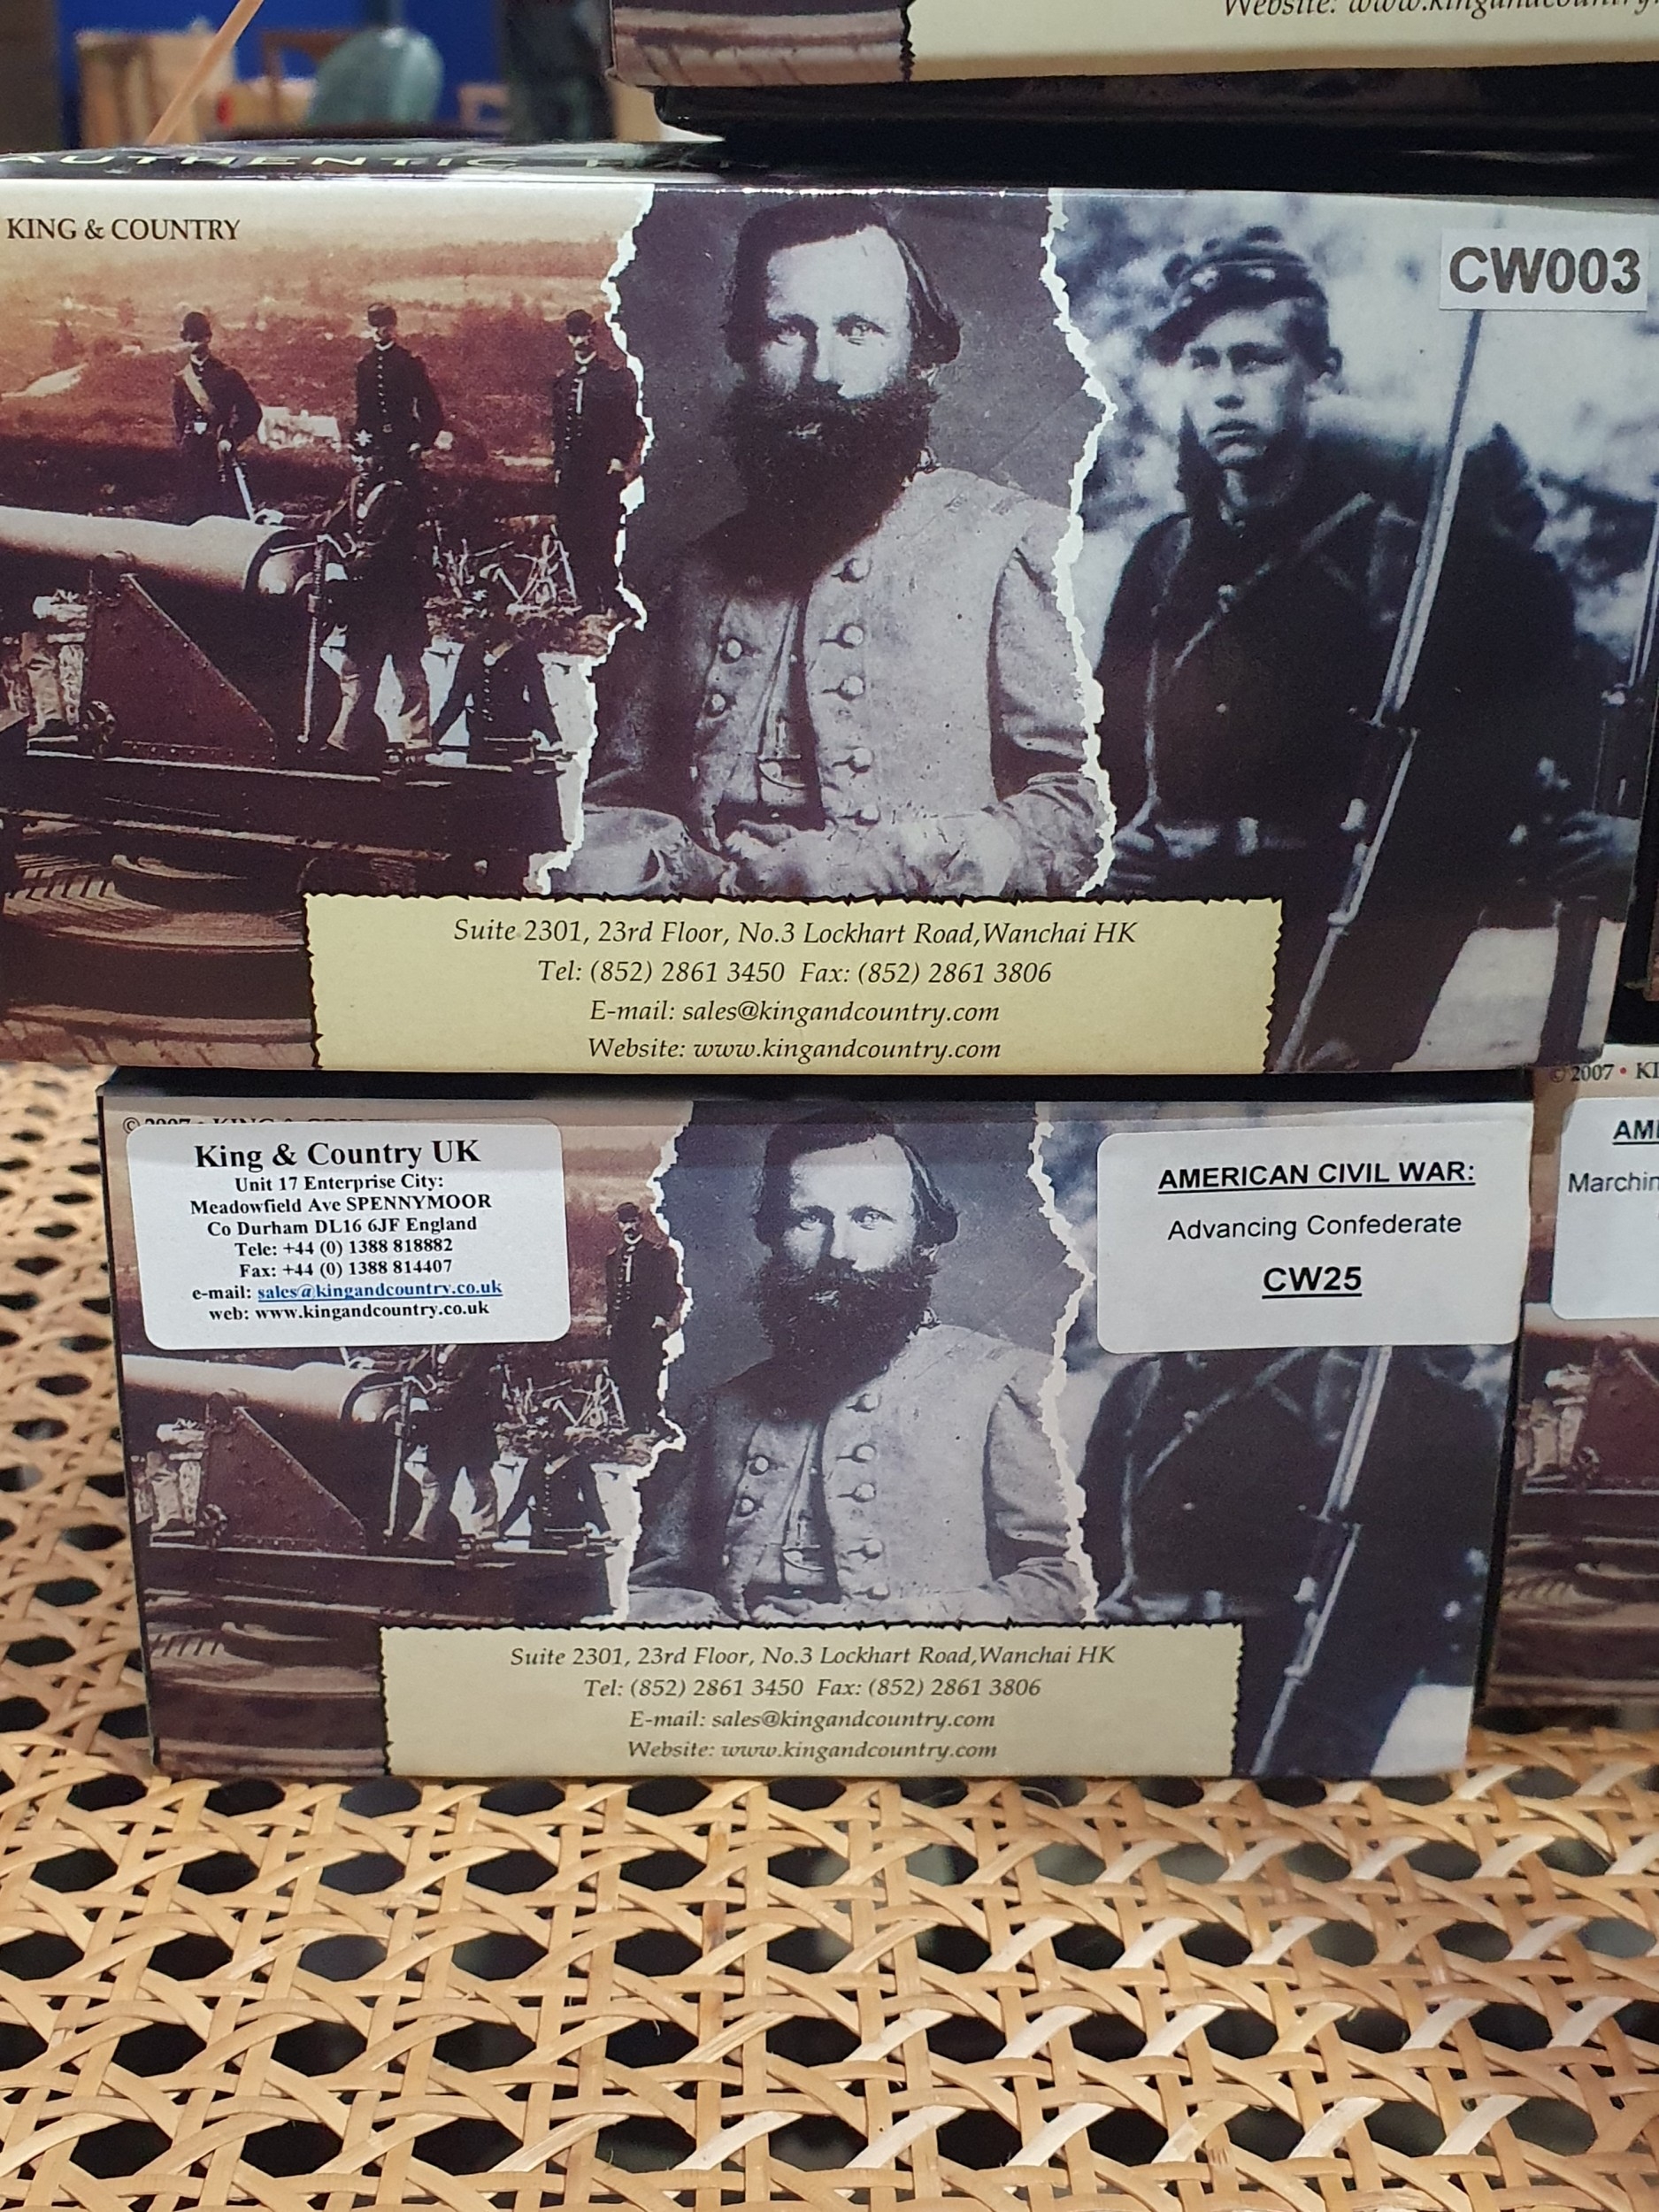 Website: www.kingandcountry
AUTHENTIC
KING & COUNTRY
CW003
Suite 2301, 23rd Floor, No.3 Lockhart Road,Wanchai HK
Tel: (852) 2861 3450 Fax: (852) 2861 3806
E-mail: sales@kingandcountry.com
Website: www.kingandcountry.com
© 2007 • KING &
King & Country UK
Unit 17 Enterprise City:
Meadowfield Ave SPENNYMOOR
Co Durham DL16 6JF England
Tele: +44 (0) 1388 818882
Fax: +44 (0) 1388 814407
e-mail: sales@kingandcountry.co.uk
web: www.kingandcountry.co.uk
AMERICAN CIVIL WAR:
Advancing Confederate
CW25
Suite 2301, 23rd Floor, No.3 Lockhart Road,Wanchai HK
Tel: (852) 2861 3450 Fax: (852) 2861 3806
E-mail: sales@kingandcountry.com
Website: www.kingandcountry.com
© 2007 • KI
AM
Marchin